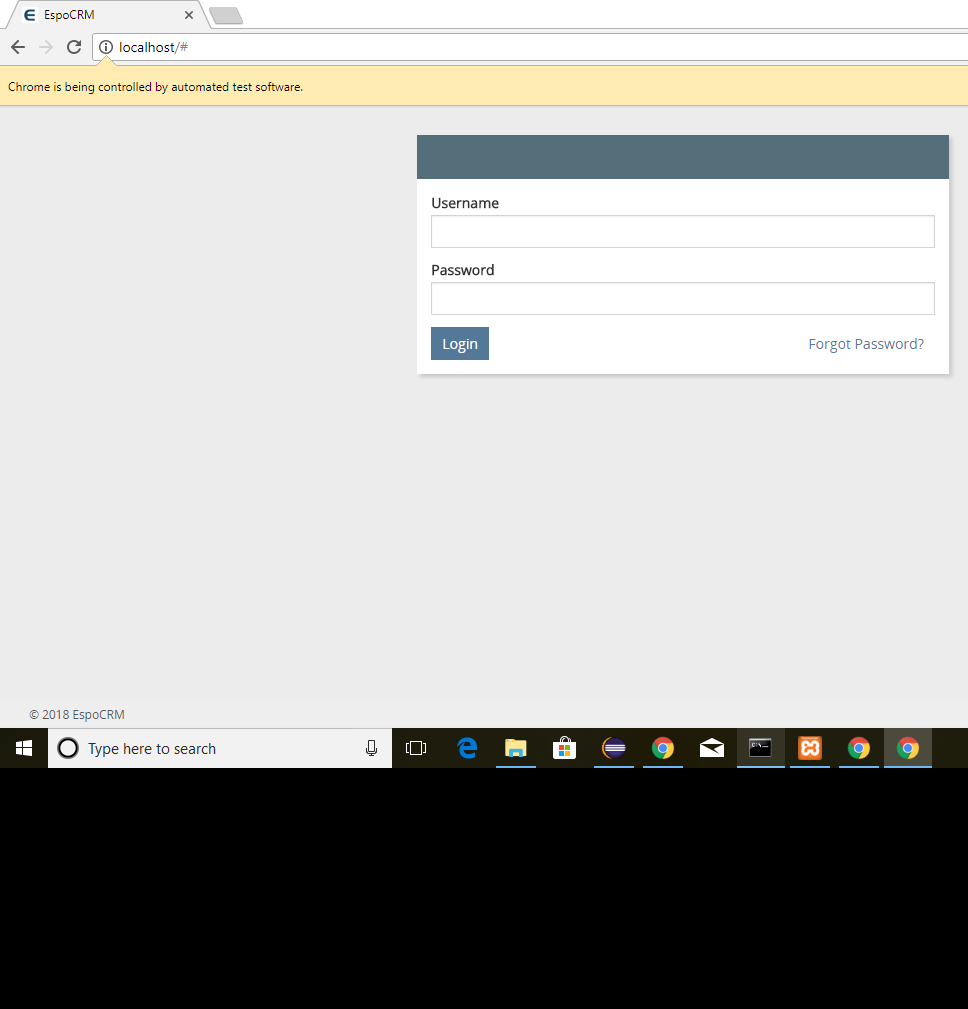 EspoCRM
localhost/#
Chrome is being controlled by automated test software.
Username
Password
Login
Forgot Password?
© 2018 EspoCRM
Type here to search